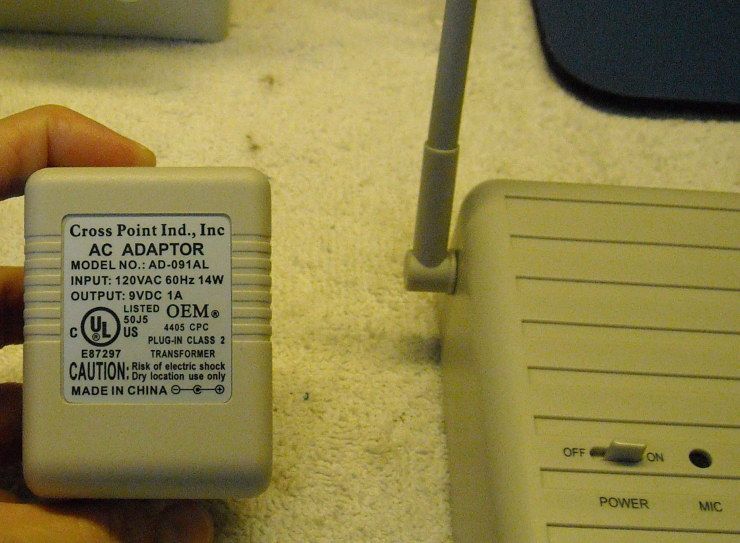 Cross Point Ind., Inc
AC ADAPTOR
MODEL NO.: AD-091AL
INPUT: 120VAC 60Hz 14W
OUTPUT: 9VDC 1A
C UL US
LISTED
50J5
OEM®
4405 CPC
PLUG-IN CLASS 2
E87297
TRANSFORMER
CAUTION: Risk of electric shock
Dry location use only
MADE IN CHINA
OFF ON
POWER
MIC